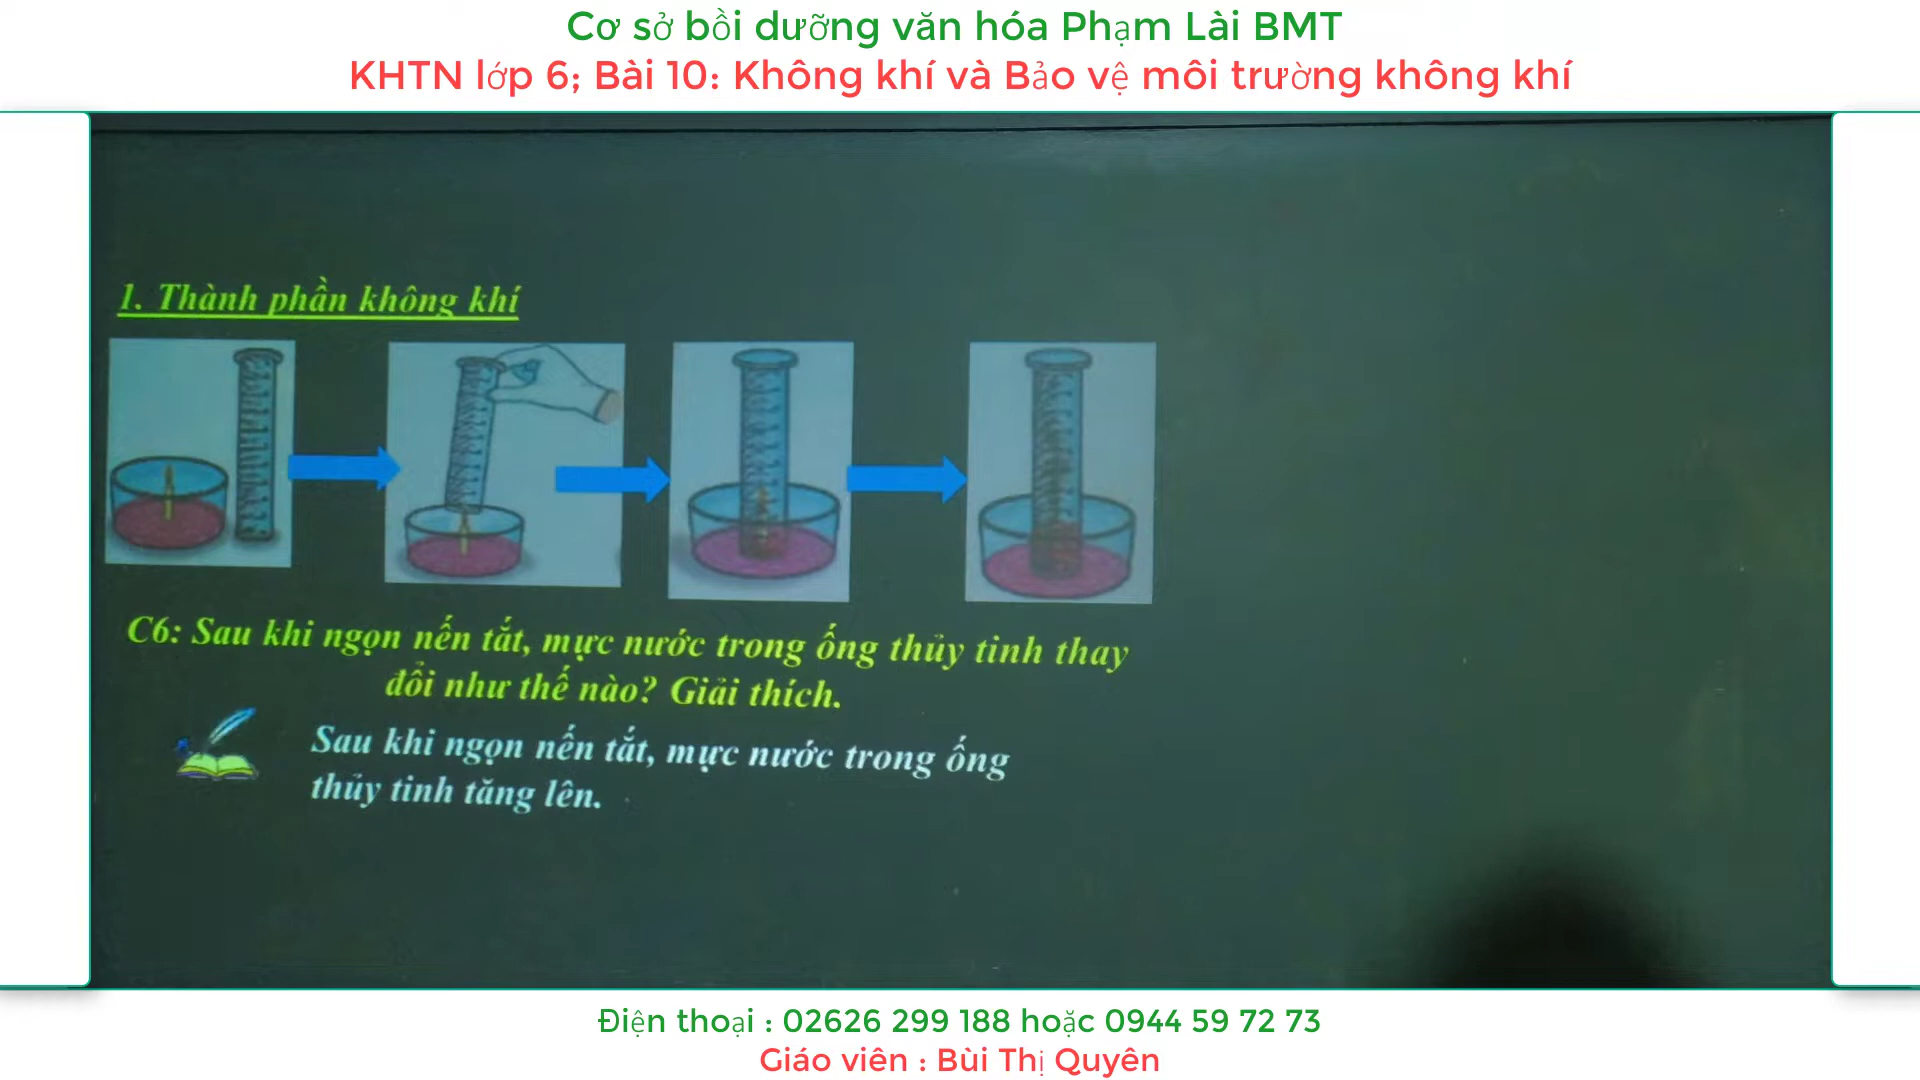 Cơ sở bồi dưỡng văn hóa Phạm Lài BMT
KHTN lớp 6; Bài 10: Không khí và Bảo vệ môi trường không khí
1. Thành phần không khí
C6: Sau khi ngọn nến tắt, mực nước trong ống thủy tinh thay
đổi như thế nào? Giải thích.
Sau khi ngọn nến tắt, mực nước trong ống
thủy tinh tăng lên.
Điện thoại : 02626 299 188 hoặc 0944 59 72 73
Giáo viên : Bùi Thị Quyên